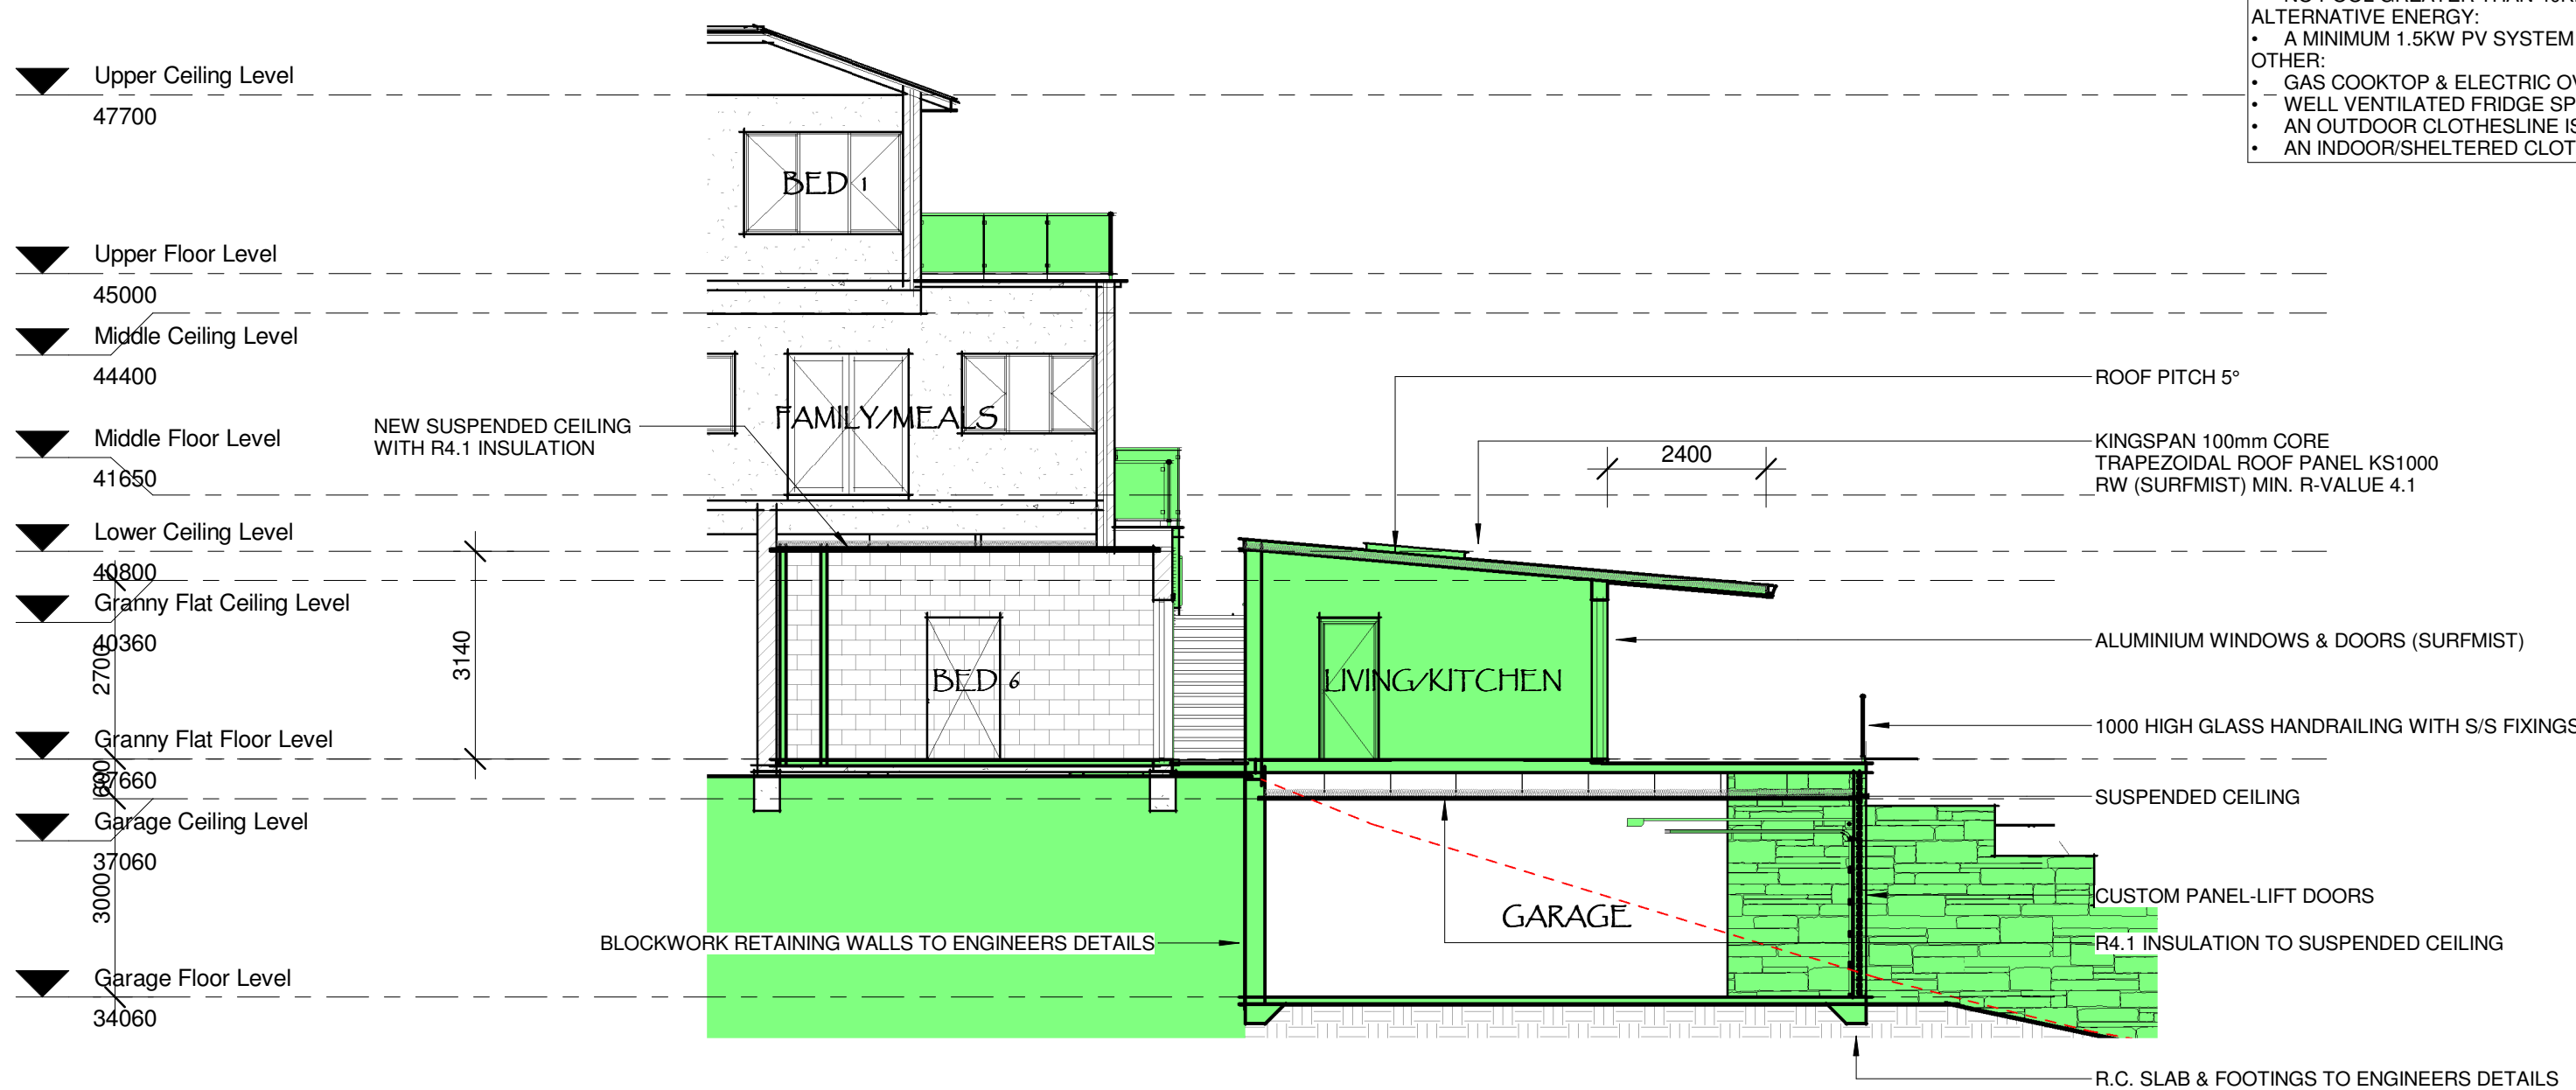 ALTERNATIVE ENERGY:
• A MINIMUM 1.5KW PV SYSTEM
OTHER:
• GAS COOKTOP & ELECTRIC
• WELL VENTILATED FRIDGE
• AN OUTDOOR CLOTHESLINE
• AN INDOOR/SHELTERED
Upper Ceiling Level
47700
BED 1
Upper Floor Level
45000
Middle Ceiling Level
44400
ROOF PITCH 5°
NEW SUSPENDED CEILING
WITH R4.1 INSULATION
FAMILY/MEALS
Middle Floor Level
41650
2400
KINGSPAN 100mm CORE
TRAPEZOIDAL ROOF PANEL KS1000
RW (SURFMIST) MIN. R-VALUE 4.1
Lower Ceiling Level
40800
Granny Flat Ceiling Level
40360
2700
3140
ALUMINIUM WINDOWS & DOORS (SURFMIST)
BED 6
LIVING/KITCHEN
1000 HIGH GLASS HANDRAILING WITH S/S FIXINGS
Granny Flat Floor Level
37660
600
SUSPENDED CEILING
Garage Ceiling Level
37060
3000
CUSTOM PANEL-LIFT DOORS
GARAGE
BLOCKWORK RETAINING WALLS TO ENGINEERS DETAILS
R4.1 INSULATION TO SUSPENDED CEILING
Garage Floor Level
34060
R.C. SLAB & FOOTINGS TO ENGINEERS DETAILS